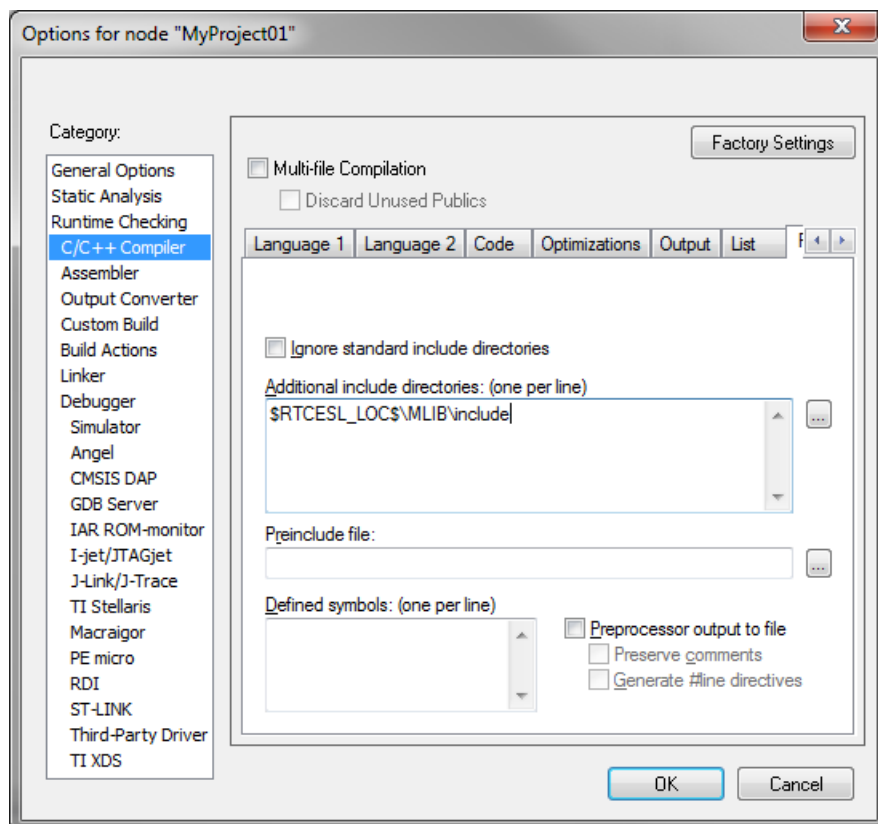 Options for node "MyProject01"
Category:
General Options
Static Analysis
Runtime Checking
C/C++ Compiler
Assembler
Output Converter
Custom Build
Build Actions
Linker
Debugger
Simulator
Angel
CMSIS DAP
GDB Server
IAR ROM-monitor
I-jet/JTAGjet
J-Link/J-Trace
TI Stellaris
Macraigor
PE micro
RDI
ST-LINK
Third-Party Driver
TI XDS
Factory Settings
Multi-file Compilation
Discard Unused Publics
Language 1 Language 2 Code Optimizations Output List
Ignore standard include directories
Additional include directories: (one per line)
$RTCESL_LOC$\MLIB\include
...
Preinclude file:
...
Defined symbols: (one per line)
Preprocessor output to file
Preserve comments
Generate #line directives
OK Cancel